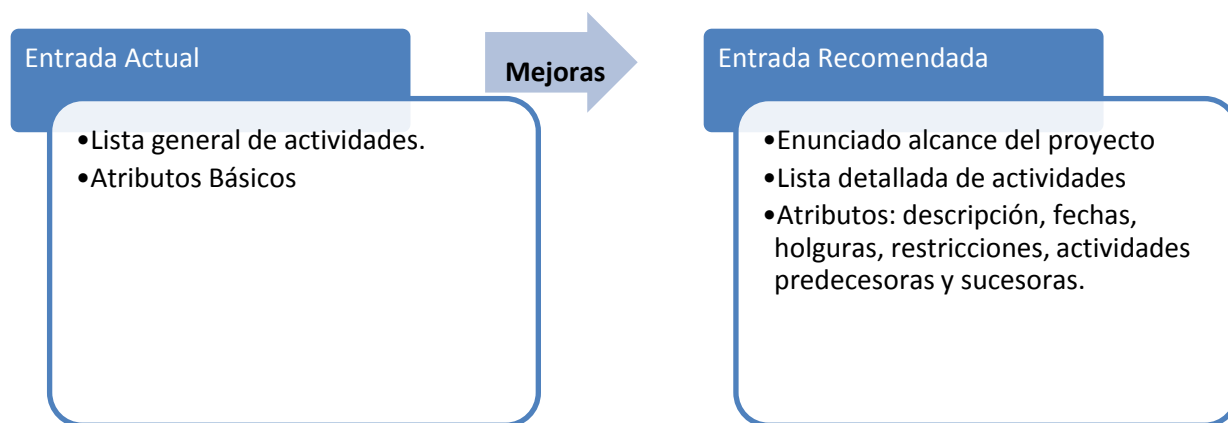 Entrada Actual
•Lista general de actividades.
•Atributos Básicos
Mejoras
Entrada Recomendada
•Enunciado alcance del proyecto
•Lista detallada de actividades
•Atributos: descripción, fechas,
holguras, restricciones, actividades
predecesoras y sucesoras.